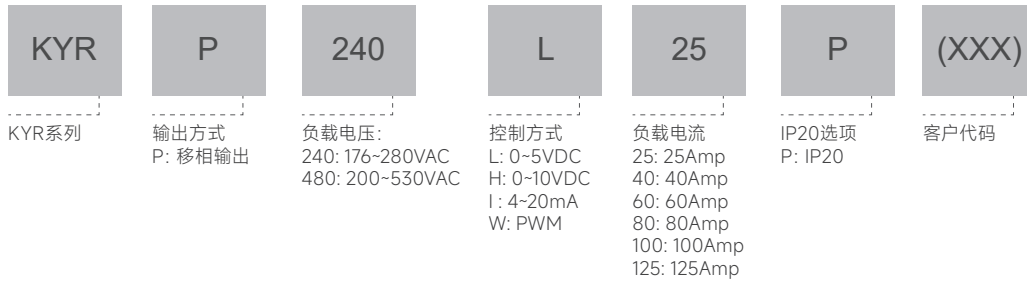 KYR P 240 L 25 P (XXX)
KYR系列
输出方式
P: 移相输出
负载电压:
240: 176~280VAC
480: 200~530VAC
控制方式
L: 0~5VDC
H: 0~10VDC
I : 4~20mA
W: PWM
负载电流
25: 25Amp
40: 40Amp
60: 60Amp
80: 80Amp
100: 100Amp
125: 125Amp
IP20选项
P: IP20
客户代码